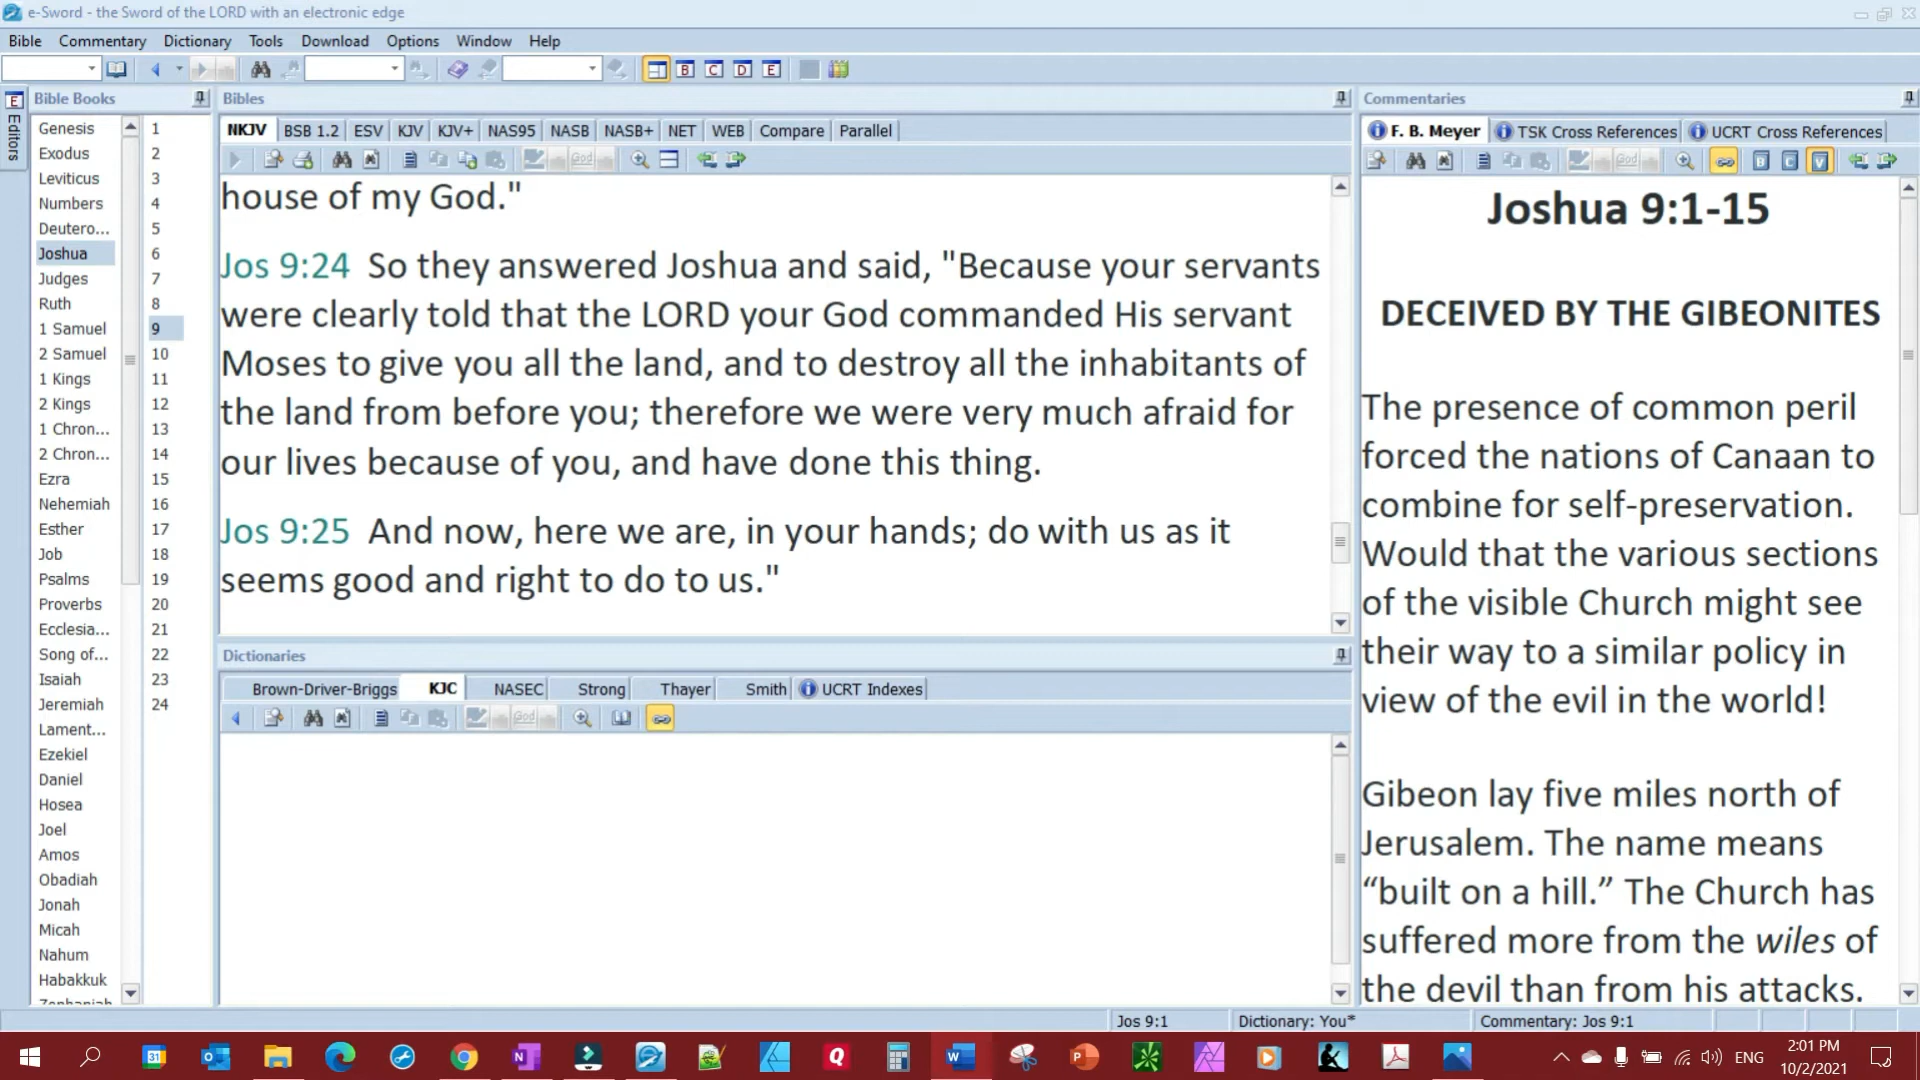 e-Sword - the Sword of the LORD with an electronic edge
Bible Commentary Dictionary Tools Download Options Window Help
B C D E
E
Editors
Bible Books
Genesis
Exodus
Leviticus
Numbers
Deutero...
Joshua
Judges
Ruth
1 Samuel
2 Samuel
1 Kings
2 Kings
1 Chron...
2 Chron...
Ezra
Nehemiah
Esther
Job
Psalms
Proverbs
Ecclesia...
Song of...
Isaiah
Jeremiah
Lament...
Ezekiel
Daniel
Hosea
Joel
Amos
Obadiah
Jonah
Micah
Nahum
Habakkuk
Zephaniah
1
2
3
4
5
6
7
8
9
10
11
12
13
14
15
16
17
18
19
20
21
22
23
24
Bibles
NKJV BSB 1.2 ESV KJV KJV+ NAS95 NASB NASB+ NET WEB Compare Parallel
God
house of my God."
Jos 9:24 So they answered Joshua and said, "Because your servants
were clearly told that the LORD your God commanded His servant
Moses to give you all the land, and to destroy all the inhabitants of
the land from before you; therefore we were very much afraid for
our lives because of you, and have done this thing.
Jos 9:25 And now, here we are, in your hands; do with us as it
seems good and right to do to us."
Dictionaries
Brown-Driver-Briggs KJC NASEC Strong Thayer Smith UCRT Indexes
God
Commentaries
F. B. Meyer TSK Cross References UCRT Cross References
God B C V
Joshua 9:1-15
DECEIVED BY THE GIBEONITES
The presence of common peril
forced the nations of Canaan to
combine for self-preservation.
Would that the various sections
of the visible Church might see
their way to a similar policy in
view of the evil in the world!
Gibeon lay five miles north of
Jerusalem. The name means
“built on a hill.” The Church has
suffered more from the wiles of
the devil than from his attacks.
Jos 9:1 Dictionary: You* Commentary: Jos 9:1
31 N Q W P ENG
2:01 PM
10/2/2021